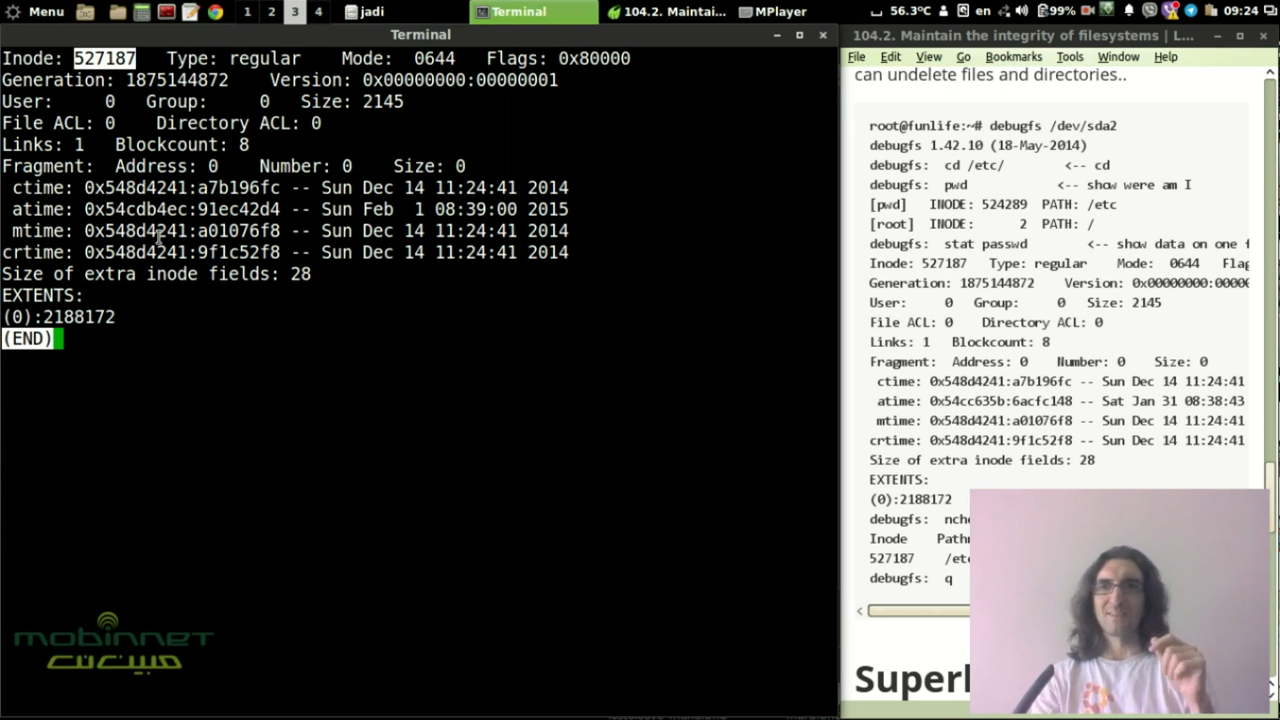 Menu 1 2 3 4 jadi Terminal 104.2. Maintai... MPlayer 56.3°C en 99% 09:24
Terminal
Inode: 527187 Type: regular Mode: 0644 Flags: 0x80000
Generation: 1875144872 Version: 0x00000000:00000001
User: 0 Group: 0 Size: 2145
File ACL: 0 Directory ACL: 0
Links: 1 Blockcount: 8
Fragment: Address: 0 Number: 0 Size: 0
ctime: 0x548d4241:a7b196fc -- Sun Dec 14 11:24:41 2014
atime: 0x54cdb4ec:91ec42d4 -- Sun Feb 1 08:39:00 2015
mtime: 0x548d4241:a01076f8 -- Sun Dec 14 11:24:41 2014
crtime: 0x548d4241:9f1c52f8 -- Sun Dec 14 11:24:41 2014
Size of extra inode fields: 28
EXTENTS:
(0):2188172
(END)
mobinnet
مبین نت
104.2. Maintain the integrity of filesystems | L...
File Edit View Go Bookmarks Tools Window Help
can undelete files and directories..
root@funlife:~# debugfs /dev/sda2
debugfs 1.42.10 (18-May-2014)
debugfs: cd /etc/ <-- cd
debugfs: pwd <-- show were am I
[pwd] INODE: 524289 PATH: /etc
[root] INODE: 2 PATH: /
debugfs: stat passwd <-- show data on one f
Inode: 527187 Type: regular Mode: 0644 Flag
Generation: 1875144872 Version: 0x00000000:0000
User: 0 Group: 0 Size: 2145
File ACL: 0 Directory ACL: 0
Links: 1 Blockcount: 8
Fragment: Address: 0 Number: 0 Size: 0
ctime: 0x548d4241:a7b196fc -- Sun Dec 14 11:24:41
atime: 0x54cc635b:6acfc148 -- Sat Jan 31 08:38:43
mtime: 0x548d4241:a01076f8 -- Sun Dec 14 11:24:41
crtime: 0x548d4241:9f1c52f8 -- Sun Dec 14 11:24:41
Size of extra inode fields: 28
EXTENTS:
(0):2188172
debugfs: nche
Inode Pathn
527187 /etc
debugfs: q
Superl